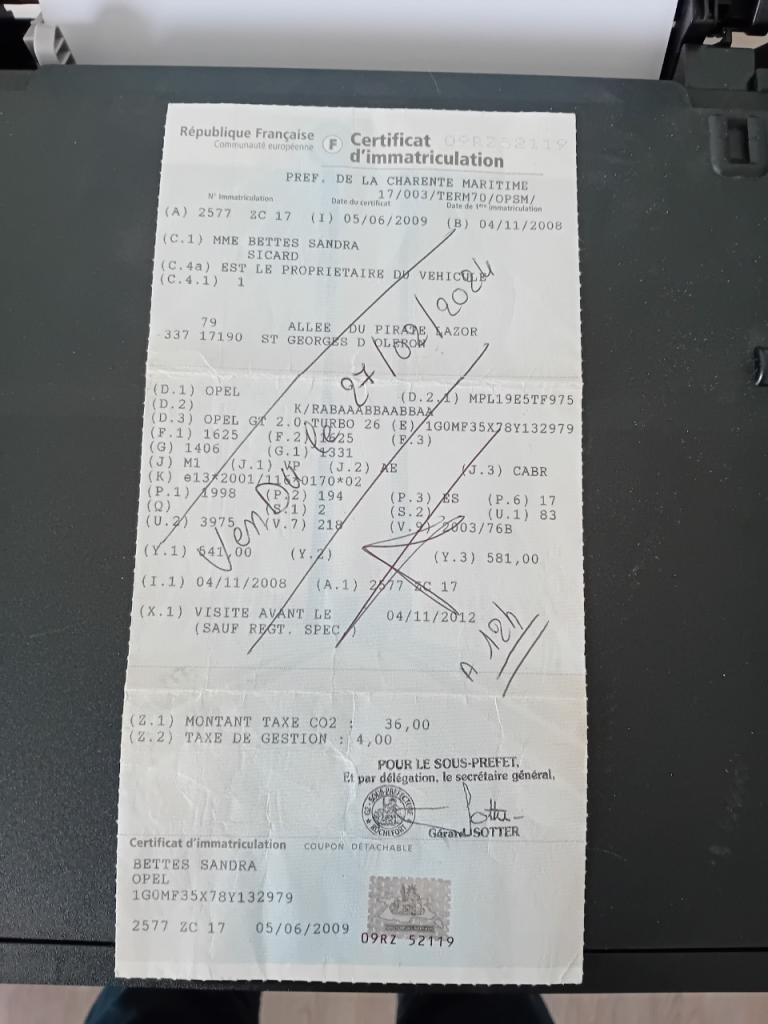 République Française
Communauté européenne
F
Certificat
d'immatriculation
09RZ52119
PREF. DE LA CHARENTE MARITIME
17/003/TERM70/OPSM/
N° Immatriculation Date du certificat Date de 1ère immatriculation
(A) 2577 ZC 17 (I) 05/06/2009 (B) 04/11/2008
(C.1) MME BETTES SANDRA
SICARD
(C.4a) EST LE PROPRIETAIRE DU VEHICULE
(C.4.1) 1
79 ALLEE DU PIRATE LAZOR
337 17190 ST GEORGES D OLERON
(D.1) OPEL (D.2.1) MPL19E5TF975
(D.2) K/RABAAABBAABBAA
(D.3) OPEL GT 2.0 TURBO 26 (E) 1G0MF35X78Y132979
(F.1) 1625 (F.2) 1625 (F.3)
(G) 1406 (G.1) 1331
(J) M1 (J.1) VP (J.2) AE (J.3) CABR
(K) e13*2001/116*0170*02
(P.1) 1998 (P.2) 194 (P.3) ES (P.6) 17
(Q) (S.1) 2 (S.2) (U.1) 83
(U.2) 3975 (V.7) 218 (V.9) 2003/76B
(Y.1) 541,00 (Y.2) (Y.3) 581,00
(I.1) 04/11/2008 (A.1) 2577 ZC 17
(X.1) VISITE AVANT LE 04/11/2012
(SAUF REGT. SPEC.)
Vendu le 27/02/2024
A 12h
(Z.1) MONTANT TAXE CO2 : 36,00
(Z.2) TAXE DE GESTION : 4,00
POUR LE SOUS-PREFET,
Et par délégation, le secrétaire général,
Gérard SOTTER
Certificat d'immatriculation COUPON DÉTACHABLE
BETTES SANDRA
OPEL
1G0MF35X78Y132979
2577 ZC 17 05/06/2009
09RZ 52119